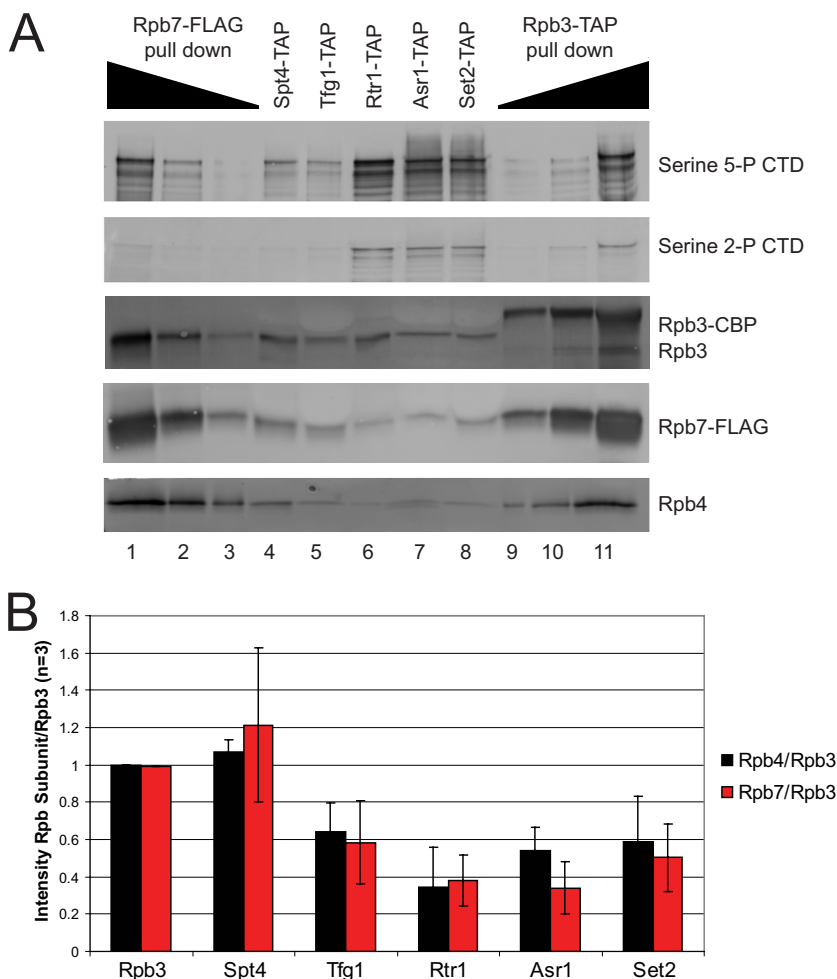 A
Rpb7-FLAG
pull down
Spt4-TAP
Tfg1-TAP
Rtr1-TAP
Asr1-TAP
Set2-TAP
Rpb3-TAP
pull down
Serine 5-P CTD
Serine 2-P CTD
Rpb3-CBP
Rpb3
Rpb7-FLAG
Rpb4
1 2 3 4 5 6 7 8 9 10 11
B
Intensity Rpb Subunit/Rpb3 (n=3)
1.8
1.6
1.4
1.2
1
0.8
0.6
0.4
0.2
0
Rpb4/Rpb3
Rpb7/Rpb3
Rpb3 Spt4 Tfg1 Rtr1 Asr1 Set2